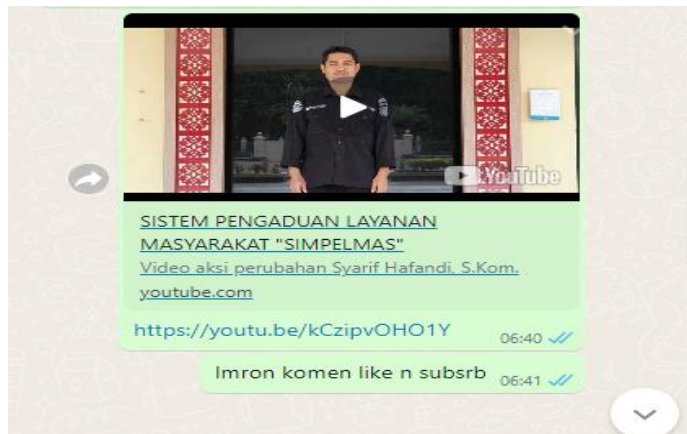 YouTube
SISTEM PENGADUAN LAYANAN
MASYARAKAT "SIMPELMAS"
Video aksi perubahan Syarif Hafandi, S.Kom.
youtube.com
https://youtu.be/kCzipvOHO1Y
06:40
Imron komen like n subsrb
06:41